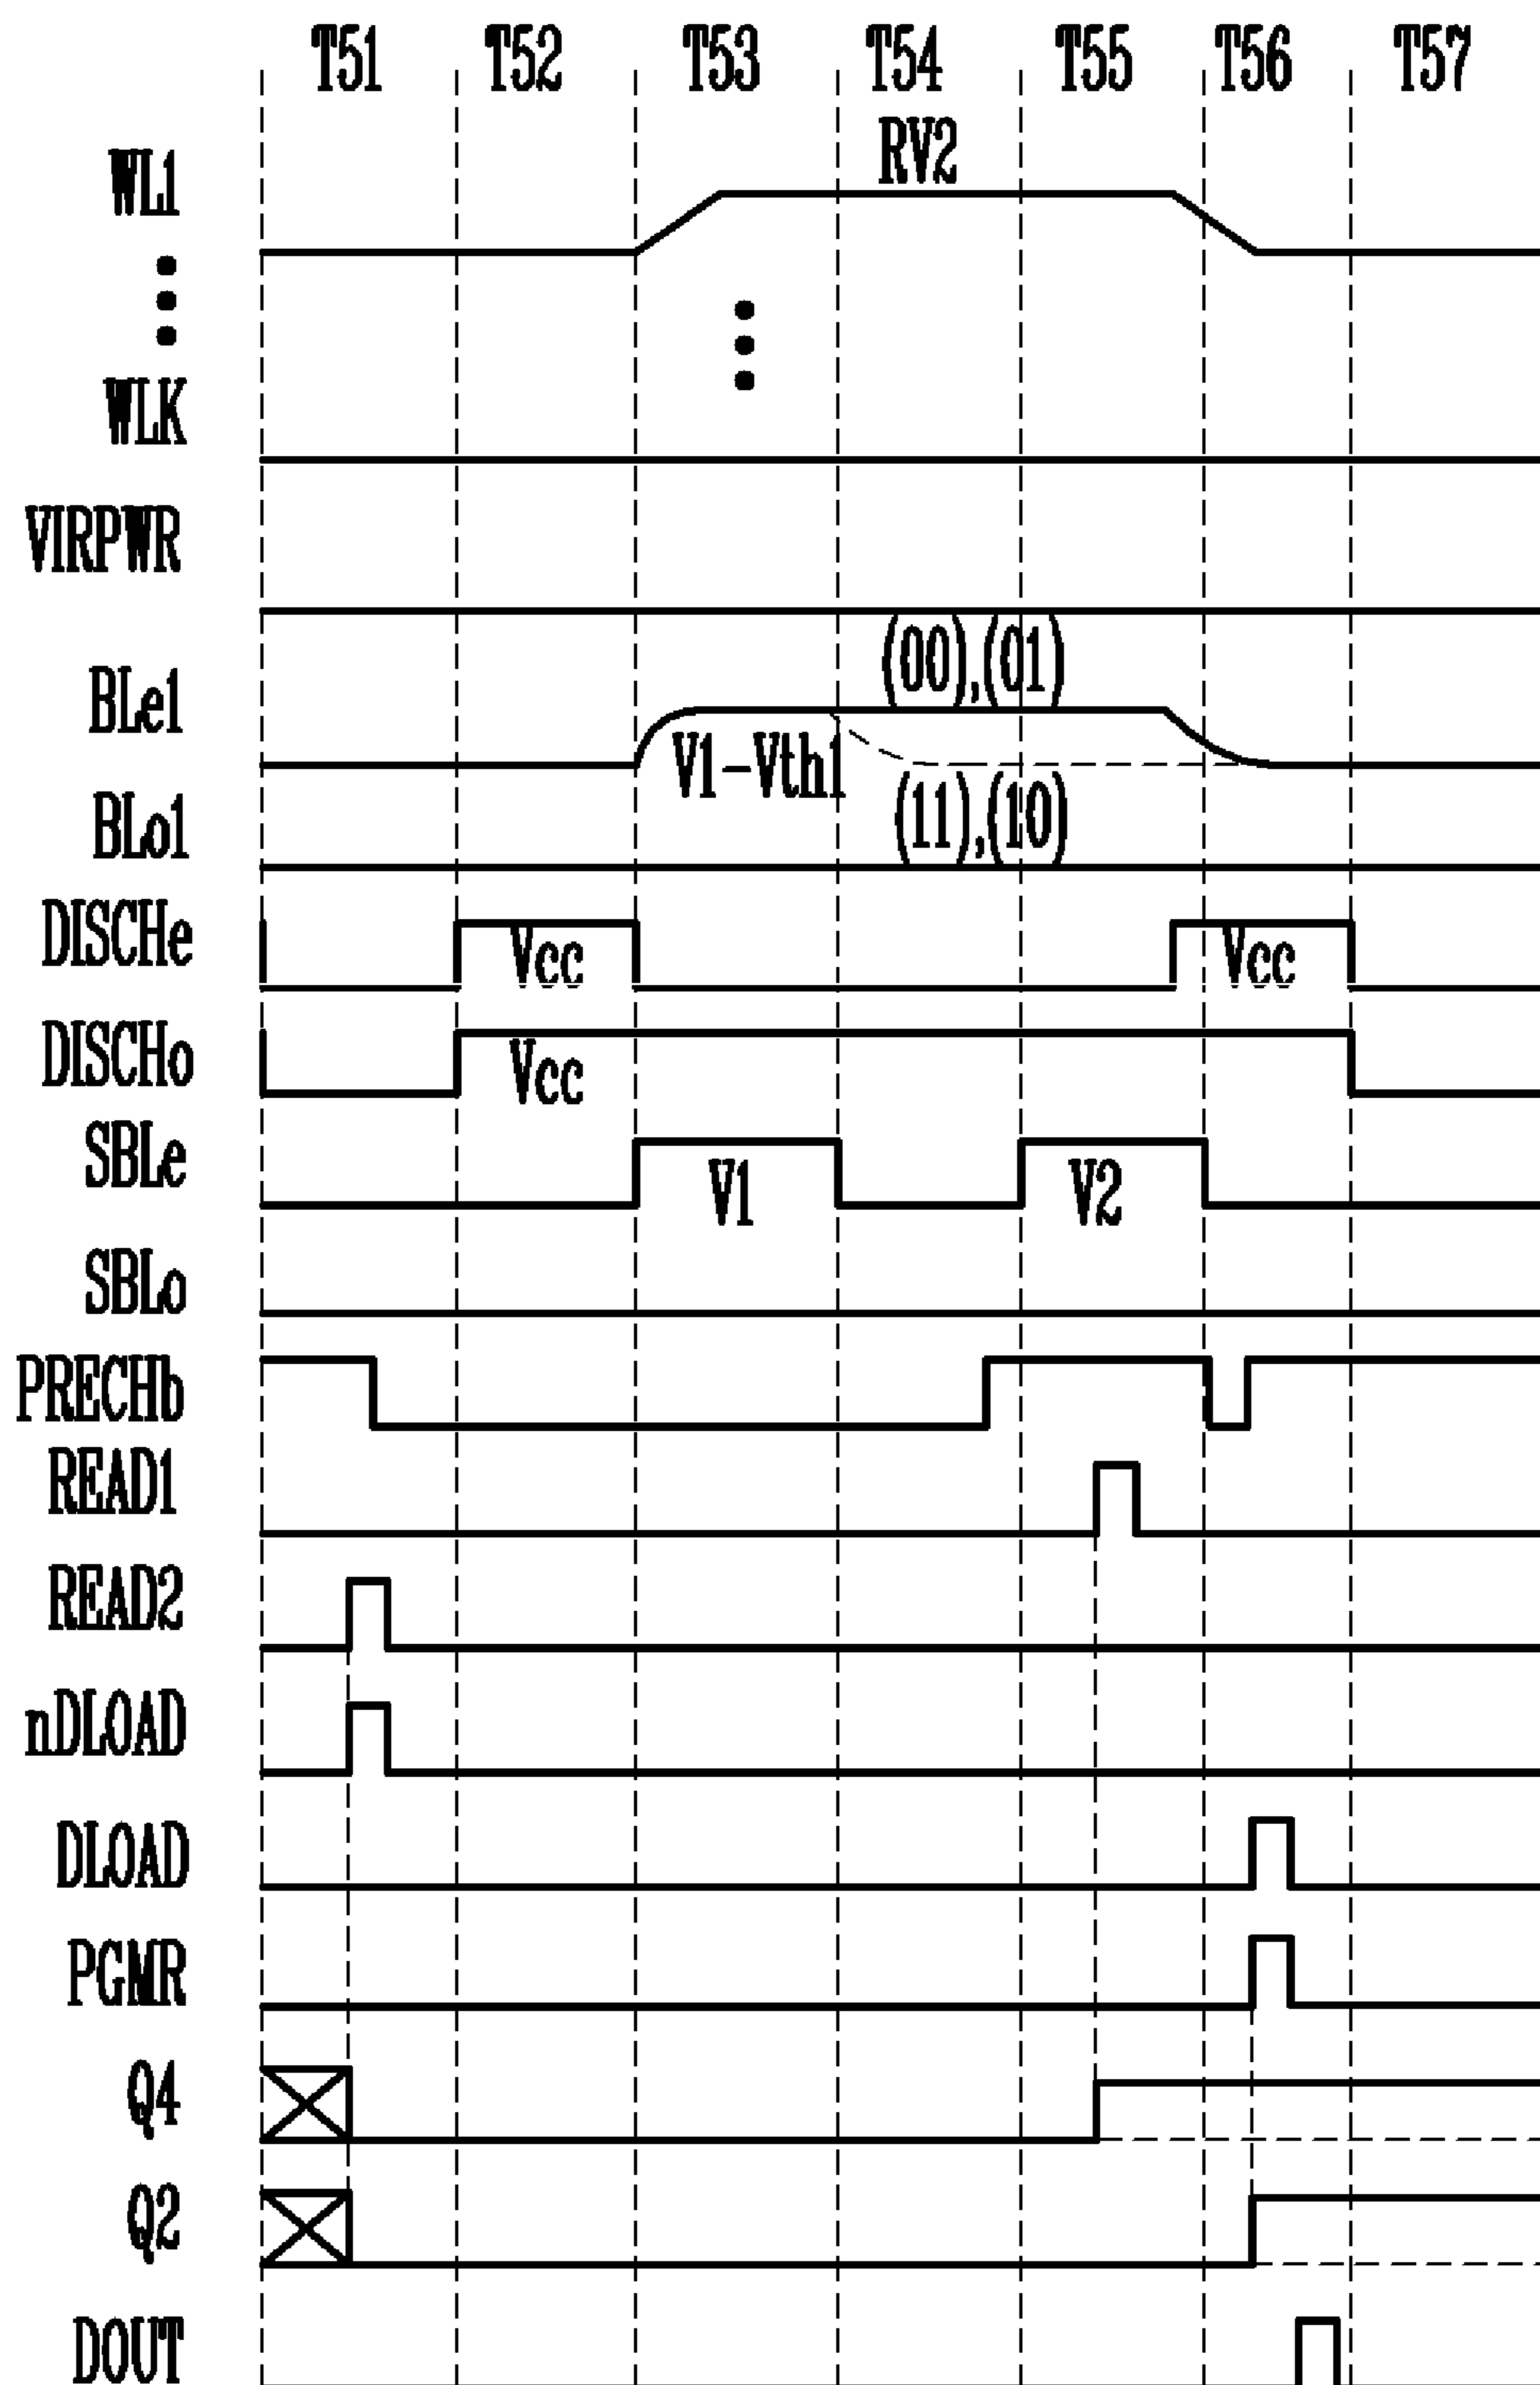 T51 T52 T53 T54 T55 T56 T57
RV2
WL1
WLK
VIRPWR
(00),(01)
BLe1
V1-Vth1
(11),(10)
BLo1
DISCHe
Vcc Vcc
DISCHo
Vcc
SBLe
V1 V2
SBLo
PRECHb
READ1
READ2
nDLOAD
DLOAD
PGMR
Q4
Q2
DOUT